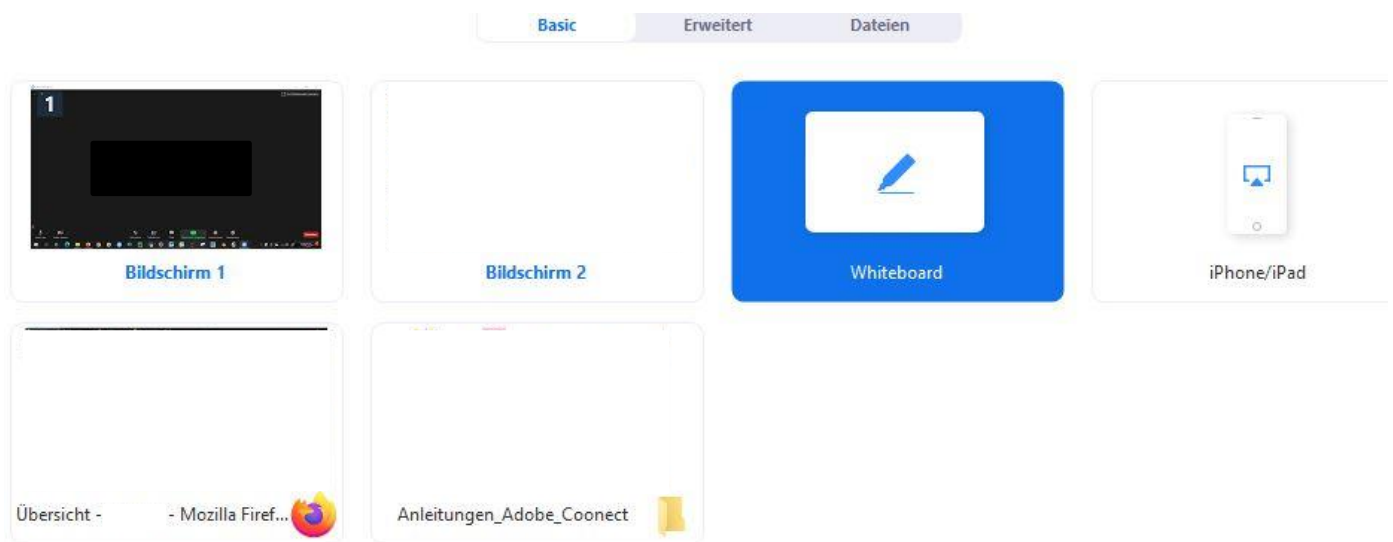 Basic Erweitert Dateien
1
Bildschirm 1 Bildschirm 2 Whiteboard iPhone/iPad
Übersicht - - Mozilla Firef... Anleitungen_Adobe_Coonect